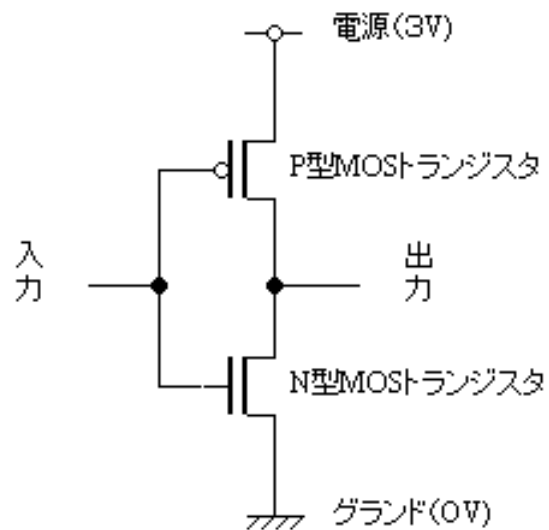 電源(3V)
P型MOSトランジスタ
入力
出力
N型MOSトランジスタ
グランド(0V)